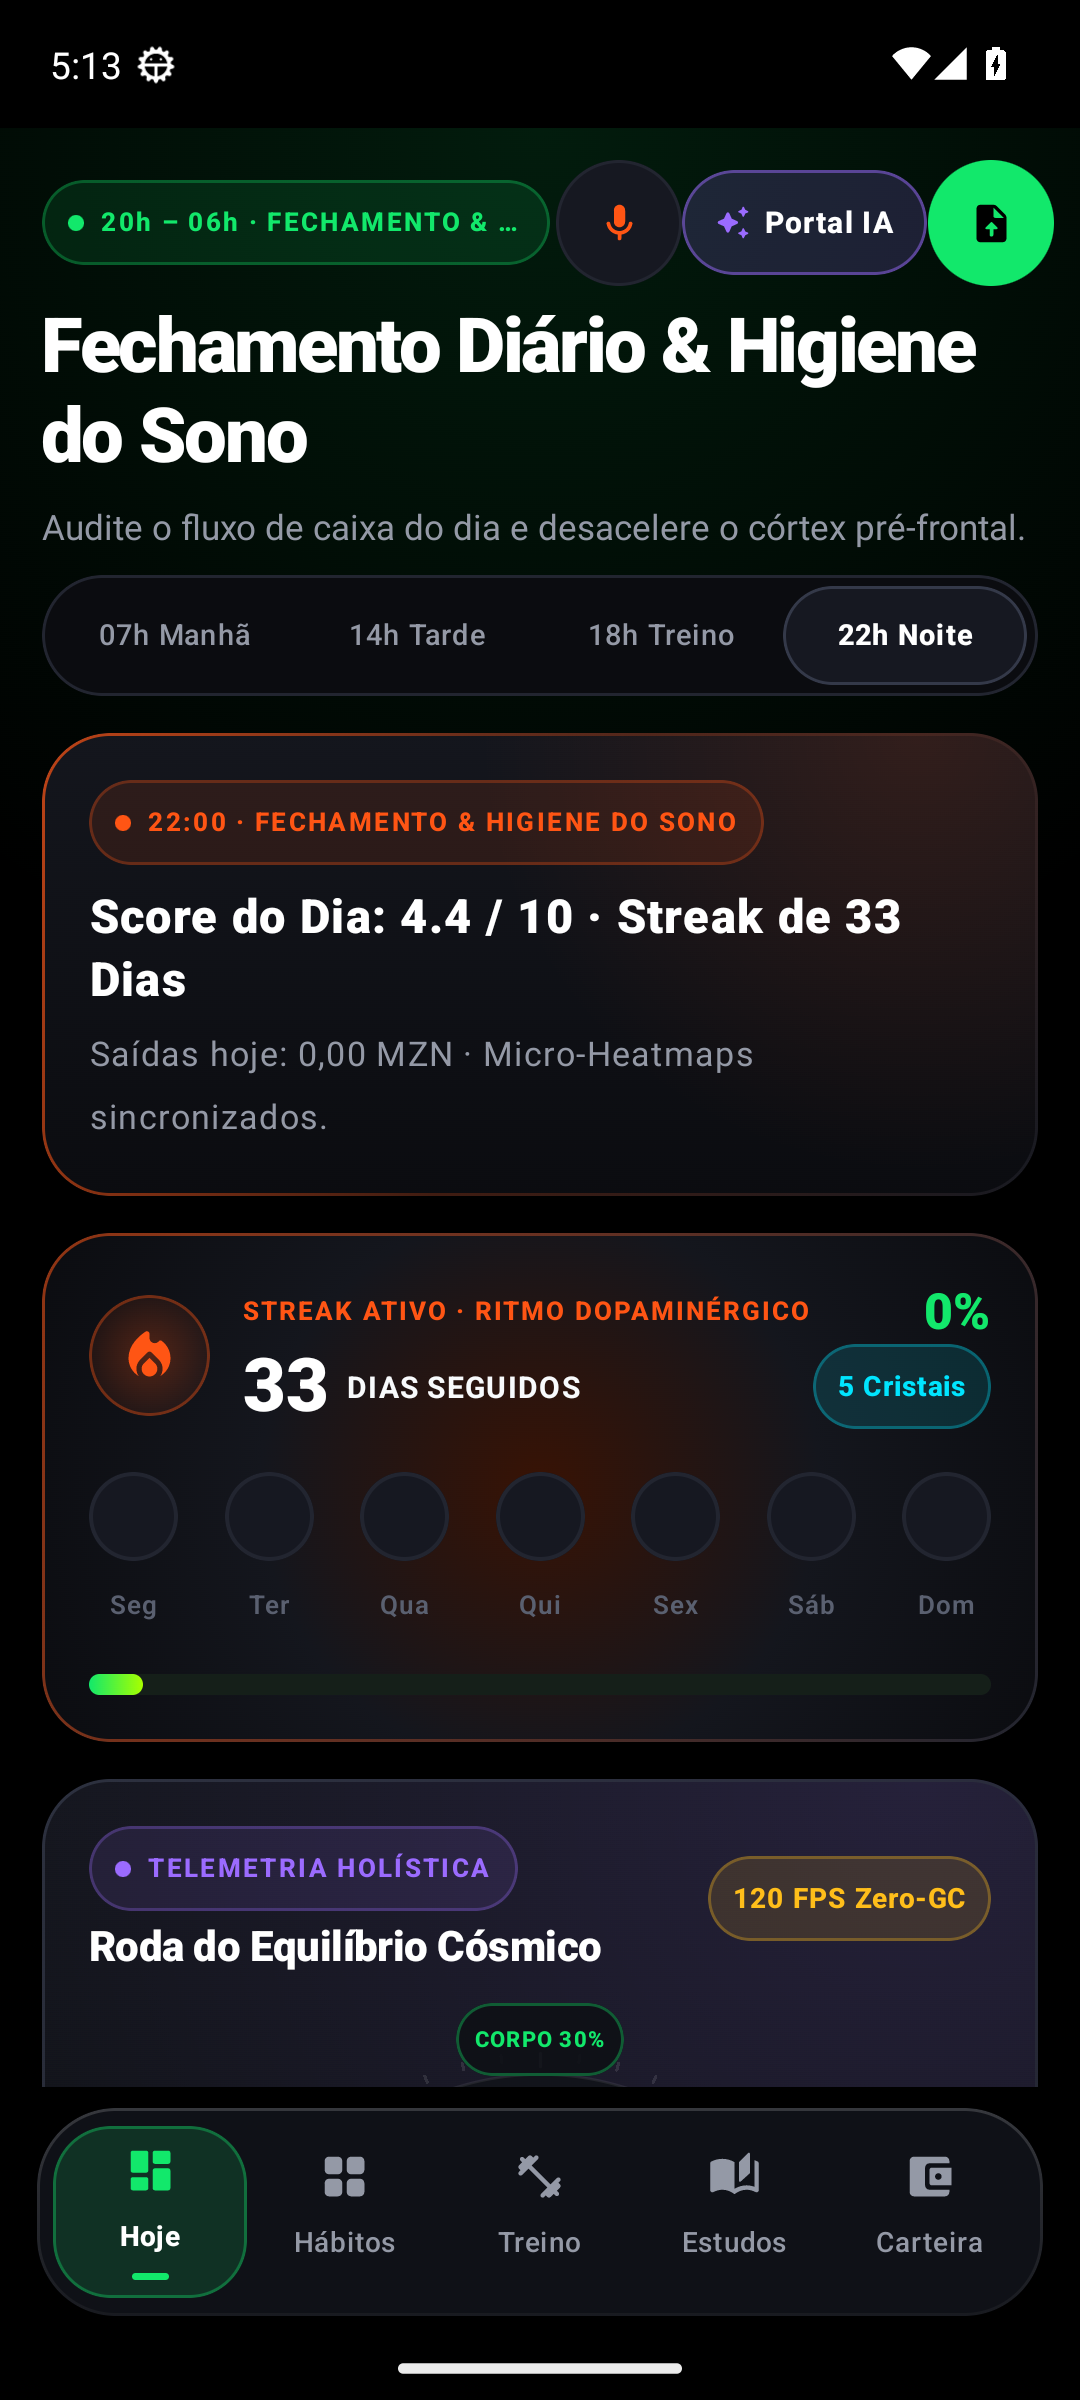 5:13
20h – 06h · FECHAMENTO & ...
Portal IA
Fechamento Diário & Higiene
do Sono
Audite o fluxo de caixa do dia e desacelere o córtex pré-frontal.
07h Manhã
14h Tarde
18h Treino
22h Noite
22:00 · FECHAMENTO & HIGIENE DO SONO
Score do Dia: 4.4 / 10 · Streak de 33
Dias
Saídas hoje: 0,00 MZN · Micro-Heatmaps
sincronizados.
STREAK ATIVO · RITMO DOPAMINÉRGICO
0%
33 DIAS SEGUIDOS
5 Cristais
Seg
Ter
Qua
Qui
Sex
Sáb
Dom
TELEMETRIA HOLÍSTICA
120 FPS Zero-GC
Roda do Equilíbrio Cósmico
CORPO 30%
Hoje
Hábitos
Treino
Estudos
Carteira